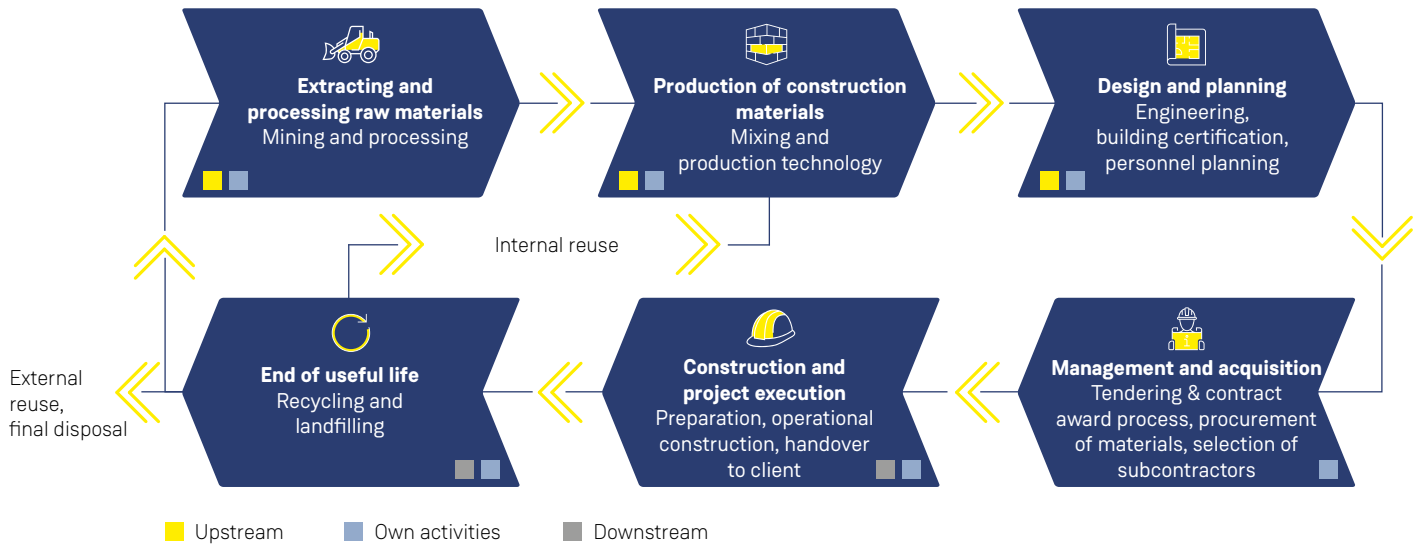 Extracting and
processing raw materials
Mining and processing
Production of construction
materials
Mixing and
production technology
Design and planning
Engineering,
building certification,
personnel planning
Internal reuse
External
reuse,
final disposal
End of useful life
Recycling and
landfilling
Construction and
project execution
Preparation, operational
construction, handover
to client
Management and acquisition
Tendering & contract
award process, procurement
of materials, selection of
subcontractors
Upstream
Own activities
Downstream